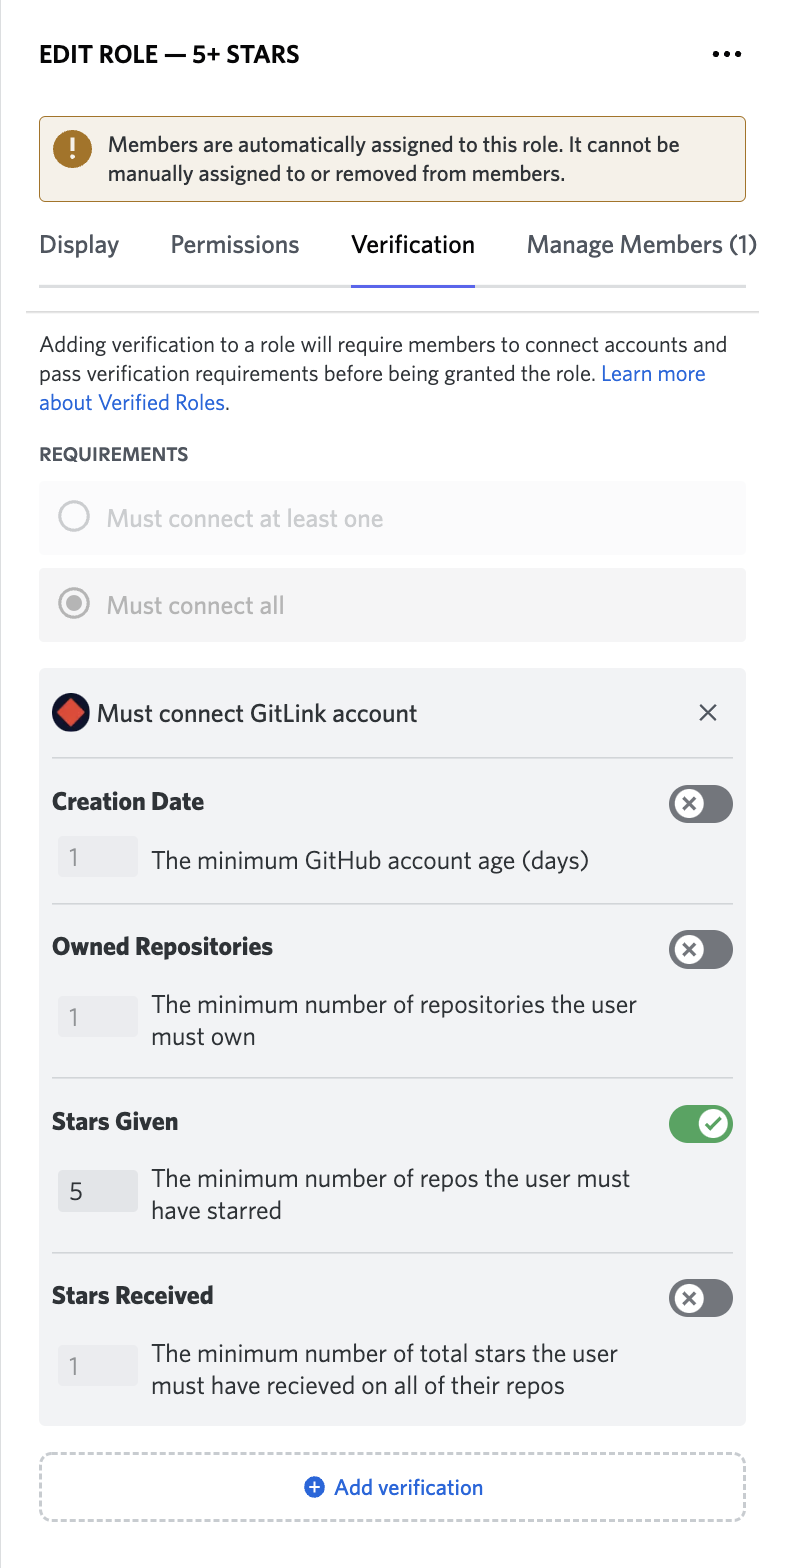 EDIT ROLE — 5+ STARS
Members are automatically assigned to this role. It cannot be
manually assigned to or removed from members.
Display Permissions Verification Manage Members (1)
Adding verification to a role will require members to connect accounts and
pass verification requirements before being granted the role. Learn more
about Verified Roles.
REQUIREMENTS
Must connect at least one
Must connect all
Must connect GitLink account
Creation Date
1 The minimum GitHub account age (days)
Owned Repositories
The minimum number of repositories the user
1 must own
Stars Given
The minimum number of repos the user must
5 have starred
Stars Received
The minimum number of total stars the user
1 must have recieved on all of their repos
Add verification